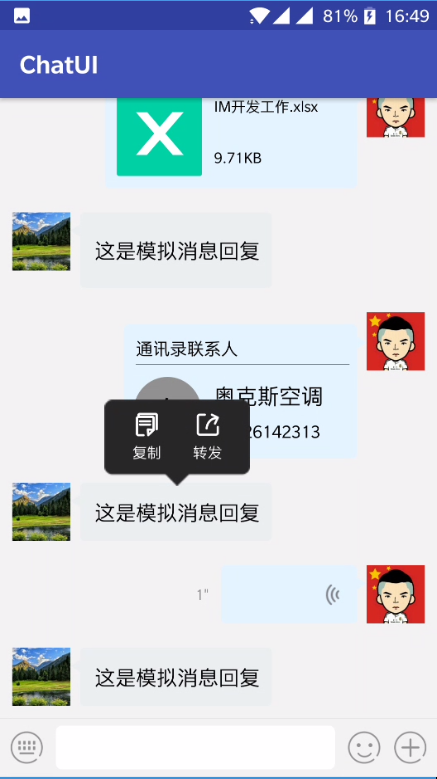 81% 16:49
ChatUI
X
IM开发工作.xlsx
9.71KB
这是模拟消息回复
通讯录联系人
奥克斯空调
26142313
复制 转发
这是模拟消息回复
1"
这是模拟消息回复